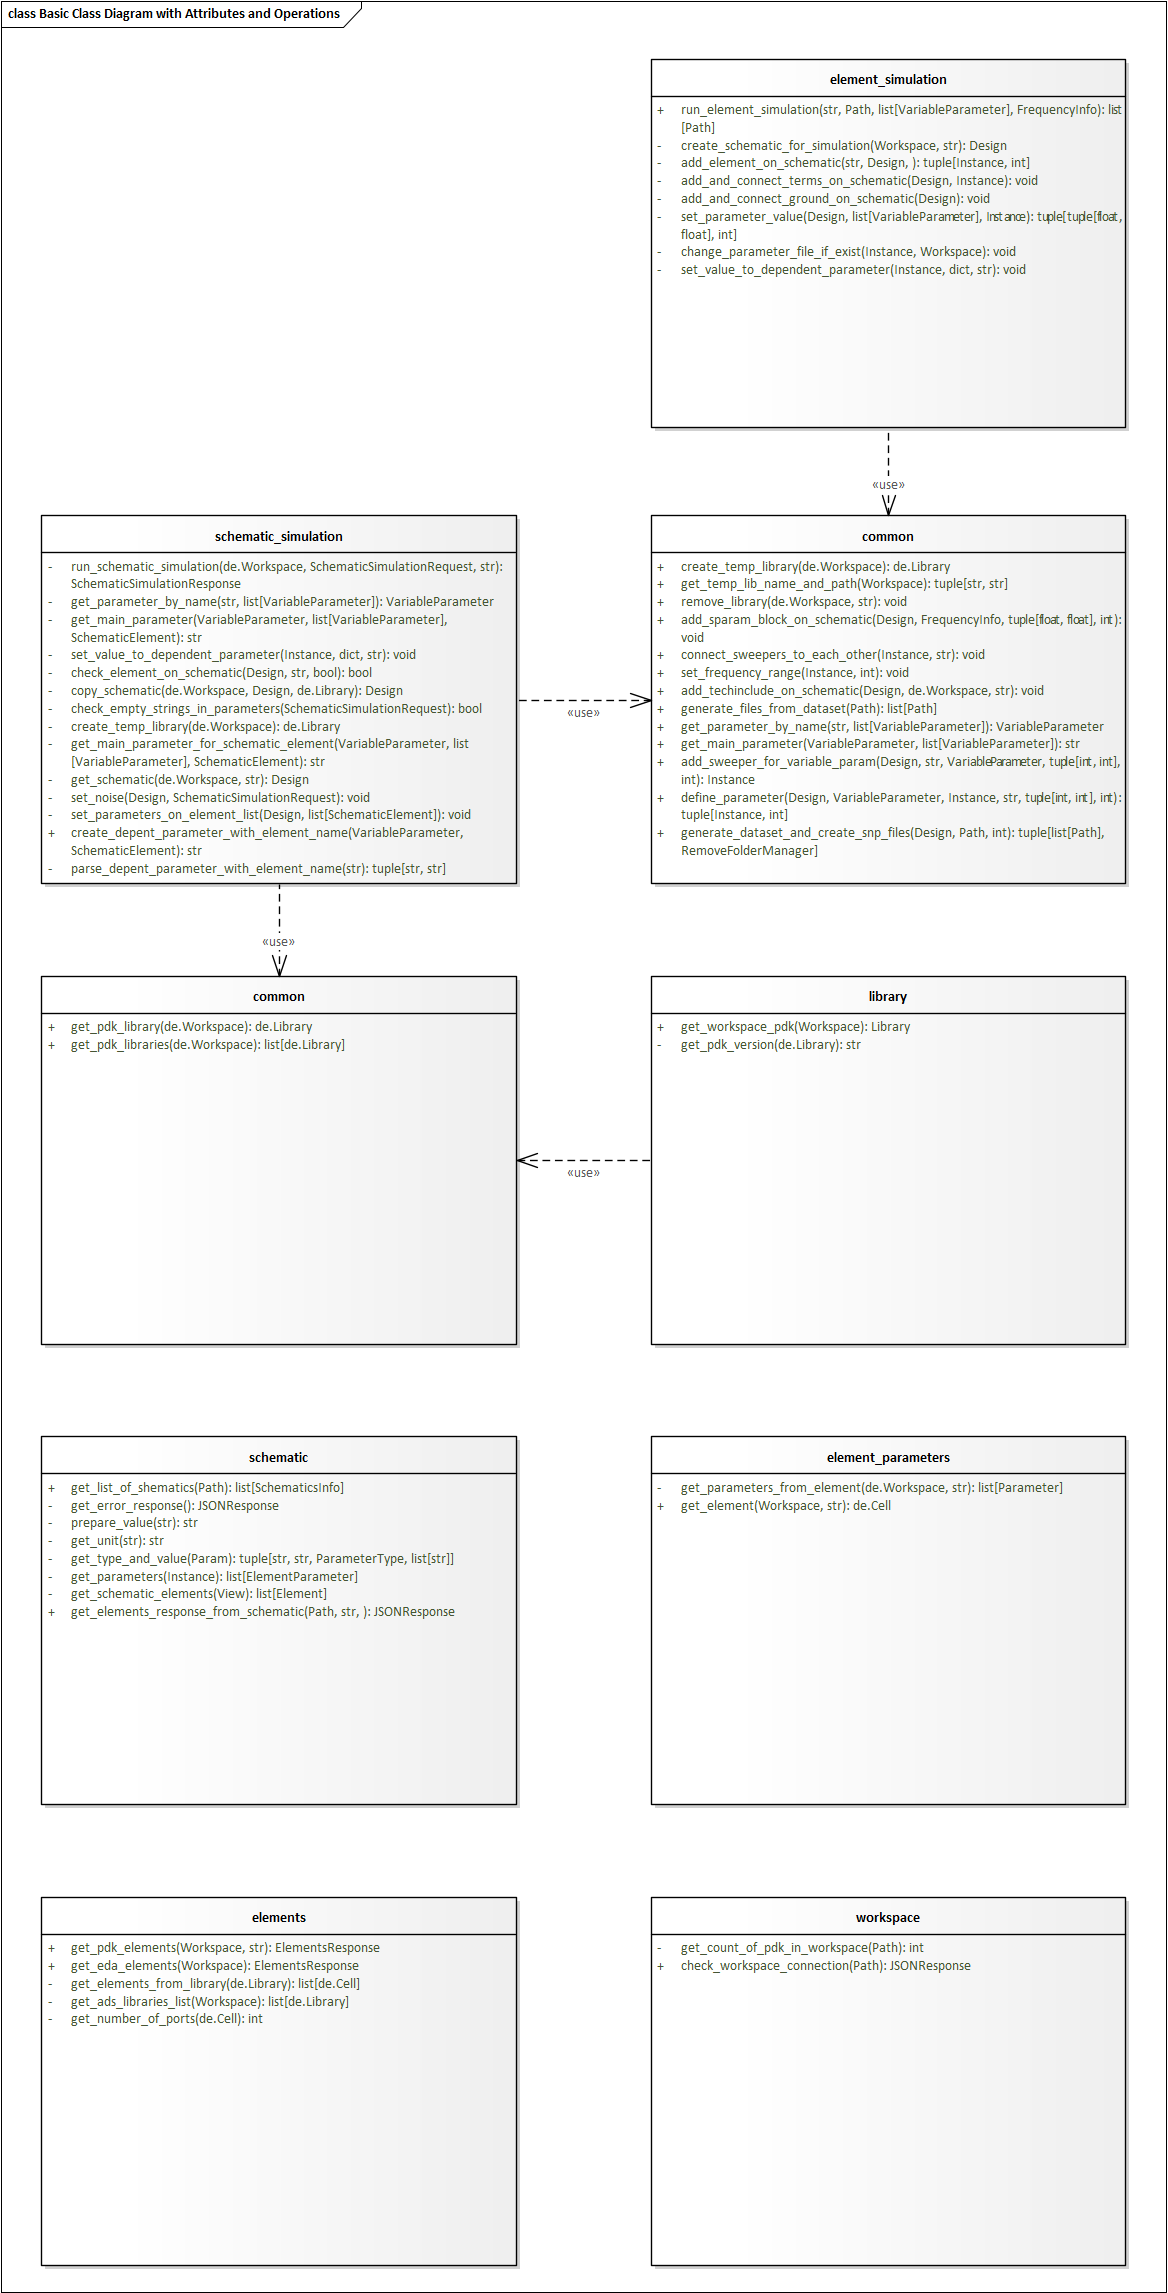 class Basic Class Diagram with Attributes and Operations
element_simulation
+ run_element_simulation(str, Path, list[VariableParameter], FrequencyInfo): list
[Path]
- create_schematic_for_simulation(Workspace, str): Design
- add_element_on_schematic(str, Design, ): tuple[Instance, int]
- add_and_connect_terms_on_schematic(Design, Instance): void
- add_and_connect_ground_on_schematic(Design): void
- set_parameter_value(Design, list[VariableParameter], Instance): tuple[tuple[float,
float], int]
- change_parameter_file_if_exist(Instance, Workspace): void
- set_value_to_dependent_parameter(Instance, dict, str): void
«use»
schematic_simulation
- run_schematic_simulation(de.Workspace, SchematicSimulationRequest, str):
SchematicSimulationResponse
- get_parameter_by_name(str, list[VariableParameter]): VariableParameter
- get_main_parameter(VariableParameter, list[VariableParameter],
SchematicElement): str
- set_value_to_dependent_parameter(Instance, dict, str): void
- check_element_on_schematic(Design, str, bool): bool
- copy_schematic(de.Workspace, Design, de.Library): Design
- check_empty_strings_in_parameters(SchematicSimulationRequest): bool
- create_temp_library(de.Workspace): de.Library
- get_main_parameter_for_schematic_element(VariableParameter, list
[VariableParameter], SchematicElement): str
- get_schematic(de.Workspace, str): Design
- set_noise(Design, SchematicSimulationRequest): void
- set_parameters_on_element_list(Design, list[SchematicElement]): void
+ create_depent_parameter_with_element_name(VariableParameter,
SchematicElement): str
- parse_depent_parameter_with_element_name(str): tuple[str, str]
«use»
common
+ create_temp_library(de.Workspace): de.Library
+ get_temp_lib_name_and_path(Workspace): tuple[str, str]
+ remove_library(de.Workspace, str): void
+ add_sparam_block_on_schematic(Design, FrequencyInfo, tuple[float, float], int):
void
+ connect_sweepers_to_each_other(Instance, str): void
+ set_frequency_range(Instance, int): void
+ add_techinclude_on_schematic(Design, de.Workspace, str): void
+ generate_files_from_dataset(Path): list[Path]
+ get_parameter_by_name(str, list[VariableParameter]): VariableParameter
+ get_main_parameter(VariableParameter, list[VariableParameter]): str
+ add_sweeper_for_variable_param(Design, str, VariableParameter, tuple[int, int],
int): Instance
+ define_parameter(Design, VariableParameter, Instance, str, tuple[int, int], int):
tuple[Instance, int]
+ generate_dataset_and_create_snp_files(Design, Path, int): tuple[list[Path],
RemoveFolderManager]
«use»
common
+ get_pdk_library(de.Workspace): de.Library
+ get_pdk_libraries(de.Workspace): list[de.Library]
«use»
library
+ get_workspace_pdk(Workspace): Library
- get_pdk_version(de.Library): str
schematic
+ get_list_of_shematics(Path): list[SchematicsInfo]
- get_error_response(): JSONResponse
- prepare_value(str): str
- get_unit(str): str
- get_type_and_value(Param): tuple[str, str, ParameterType, list[str]]
- get_parameters(Instance): list[ElementParameter]
- get_schematic_elements(View): list[Element]
+ get_elements_response_from_schematic(Path, str, ): JSONResponse
element_parameters
- get_parameters_from_element(de.Workspace, str): list[Parameter]
+ get_element(Workspace, str): de.Cell
elements
+ get_pdk_elements(Workspace, str): ElementsResponse
+ get_eda_elements(Workspace): ElementsResponse
- get_elements_from_library(de.Library): list[de.Cell]
- get_ads_libraries_list(Workspace): list[de.Library]
- get_number_of_ports(de.Cell): int
workspace
- get_count_of_pdk_in_workspace(Path): int
+ check_workspace_connection(Path): JSONResponse